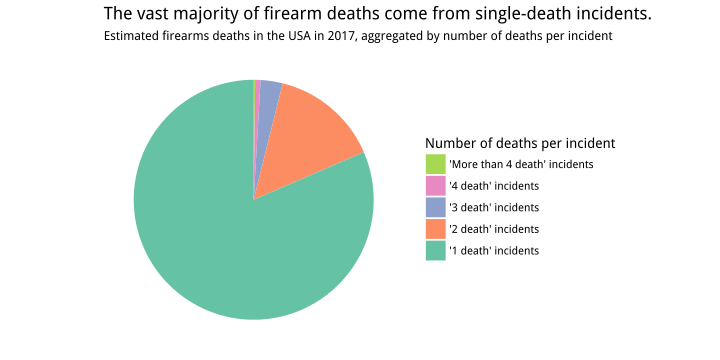 The vast majority of firearm deaths come from single-death incidents.
Estimated firearms deaths in the USA in 2017, aggregated by number of deaths per incident
Number of deaths per incident
'More than 4 death' incidents
'4 death' incidents
'3 death' incidents
'2 death' incidents
'1 death' incidents